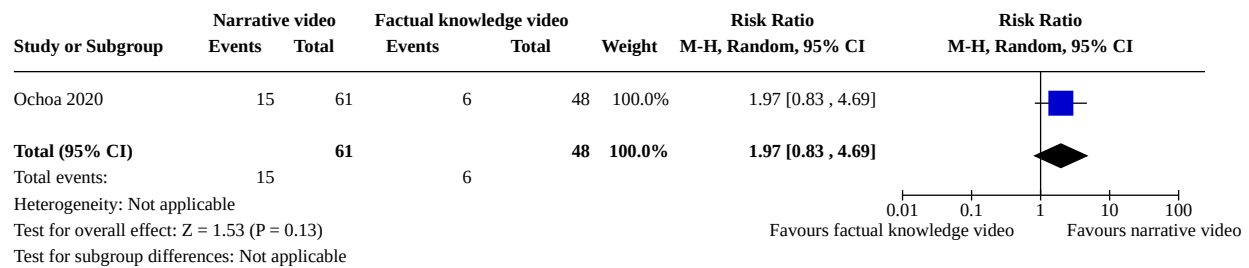 Narrative video Factual knowledge video Risk Ratio Risk Ratio
Study or Subgroup Events Total Events Total Weight M-H, Random, 95% CI M-H, Random, 95% CI
Ochoa 2020 15 61 6 48 100.0% 1.97 [0.83 , 4.69]
Total (95% CI) 61 48 100.0% 1.97 [0.83 , 4.69]
Total events: 15 6
Heterogeneity: Not applicable
0.01 0.1 1 10 100
Test for overall effect: Z = 1.53 (P = 0.13) Favours factual knowledge video Favours narrative video
Test for subgroup differences: Not applicable